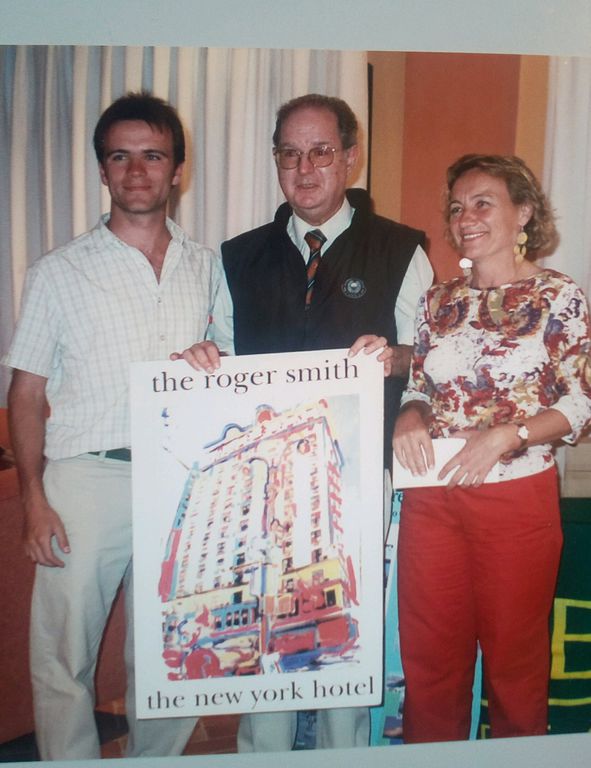 the roger smith
the new york hotel
E